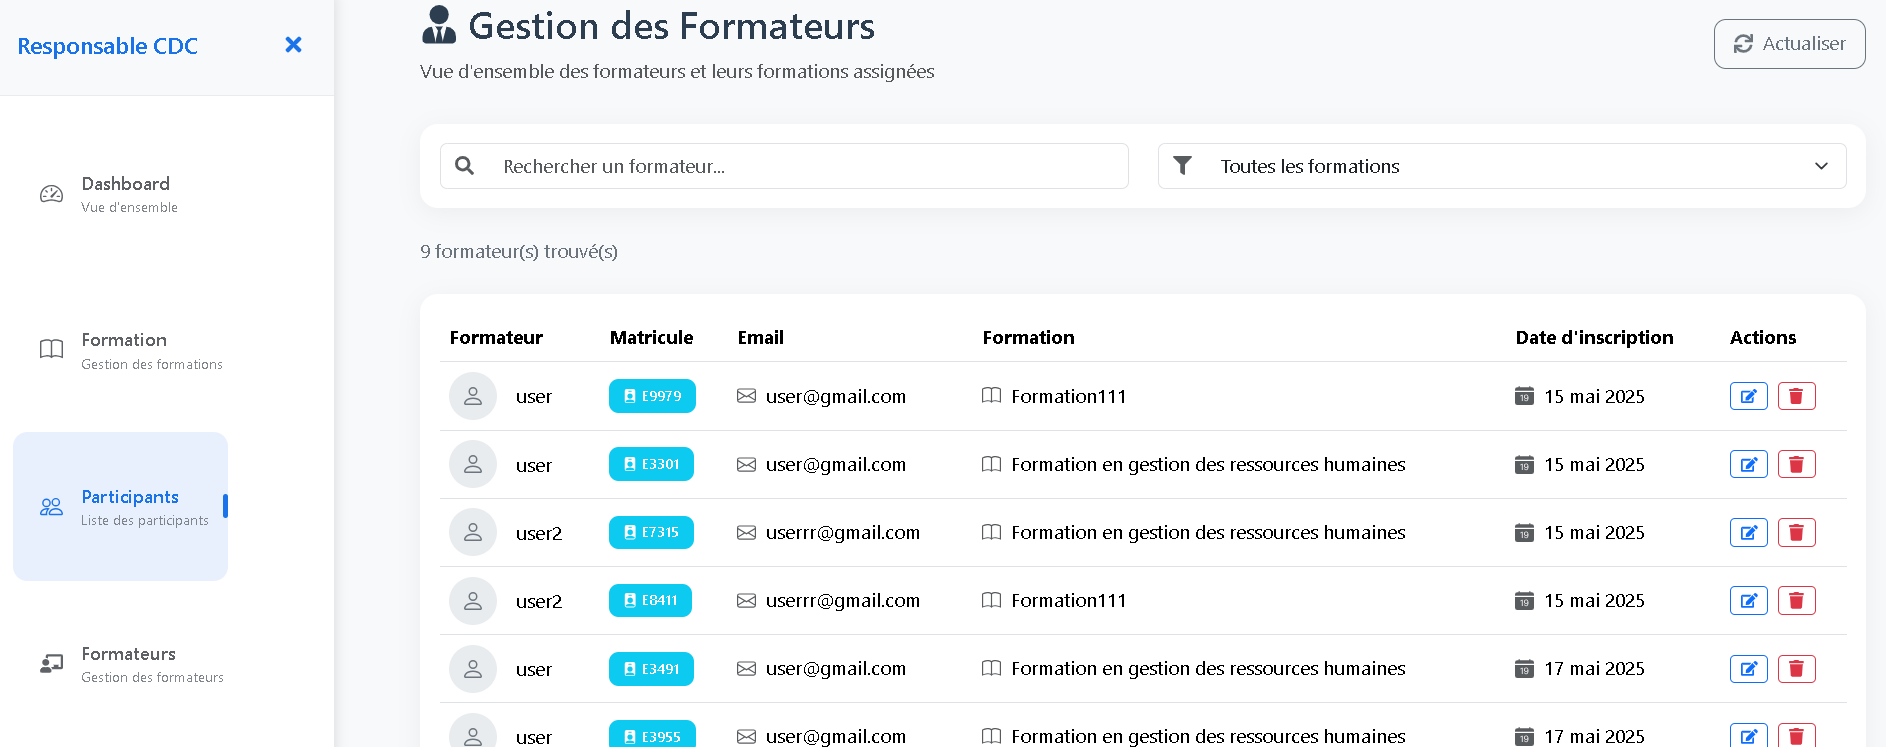 Responsable CDC
Dashboard
Vue d'ensemble
Formation
Gestion des formations
Participants
Liste des participants
Formateurs
Gestion des formateurs
Gestion des Formateurs
Vue d'ensemble des formateurs et leurs formations assignées
Actualiser
Rechercher un formateur...
Toutes les formations
9 formateur(s) trouvé(s)
Formateur Matricule Email Formation Date d'inscription Actions
user E9979 user@gmail.com Formation111 19 15 mai 2025
user E3301 user@gmail.com Formation en gestion des ressources humaines 19 15 mai 2025
user2 E7315 userrr@gmail.com Formation en gestion des ressources humaines 19 15 mai 2025
user2 E8411 userrr@gmail.com Formation111 19 15 mai 2025
user E3491 user@gmail.com Formation en gestion des ressources humaines 19 17 mai 2025
user E3955 user@gmail.com Formation en gestion des ressources humaines 19 17 mai 2025